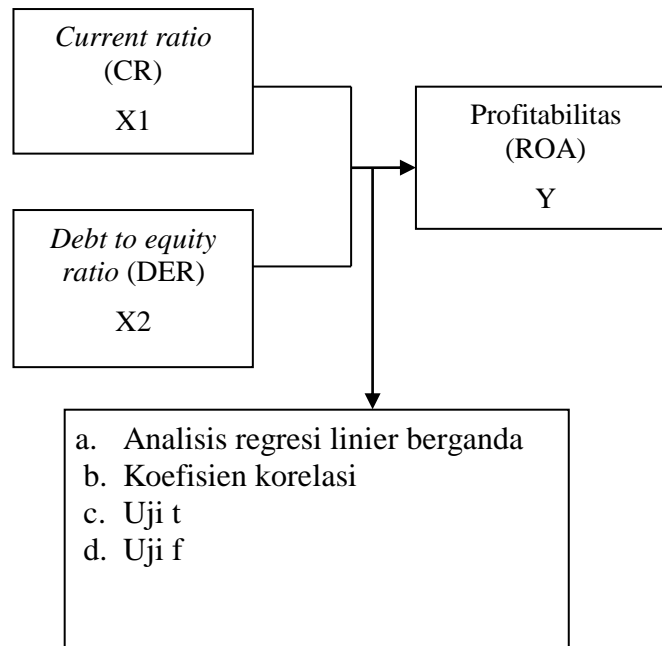 Current ratio
(CR)
X1
Profitabilitas
(ROA)
Y
Debt to equity
ratio (DER)
X2
a. Analisis regresi linier berganda
b. Koefisien korelasi
c. Uji t
d. Uji f